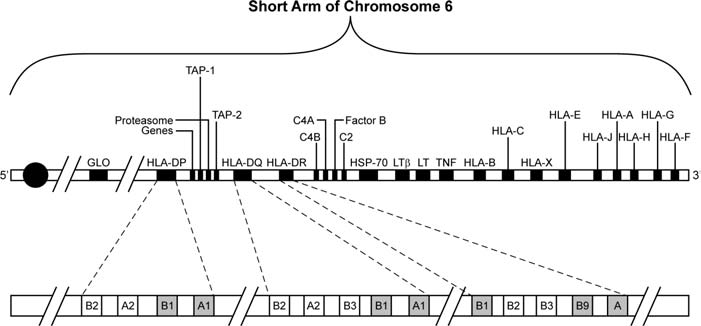 Short Arm of Chromosome 6
TAP-1
Proteasome
Genes
TAP-2
C4A
Factor B
C4B
C2
HLA-C
HLA-E
HLA-A
HLA-G
HLA-J
HLA-H
HLA-F
GLO
HLA-DP
HLA-DQ
HLA-DR
HSP-70
LTβ
LT
TNF
HLA-B
HLA-X
5'
3'
B2 A2 B1 A1 B2 A2 B3 B1 A1 B1 B2 B3 B9 A